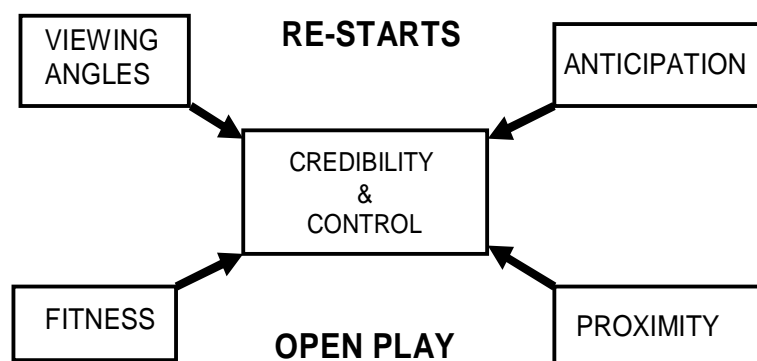 VIEWING
ANGLES
RE-STARTS
ANTICIPATION
CREDIBILITY
&
CONTROL
FITNESS
OPEN PLAY
PROXIMITY